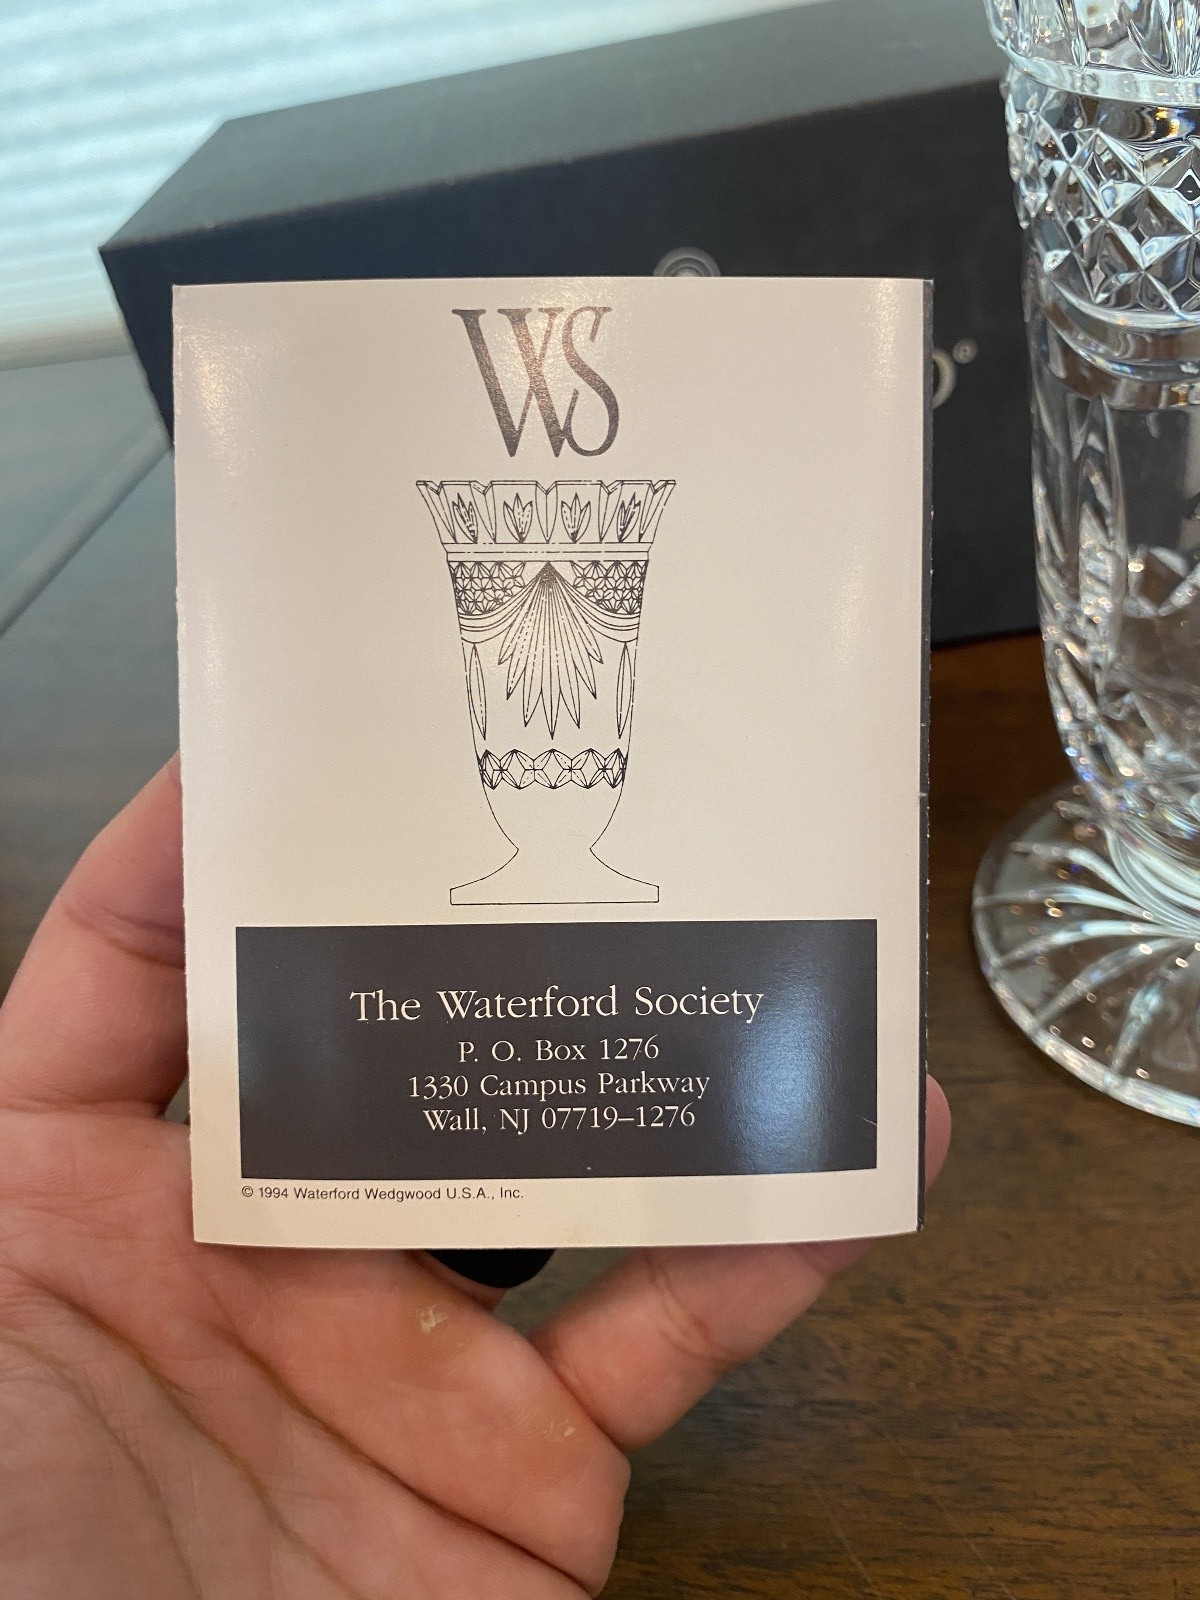 WS
The Waterford Society
P. O. Box 1276
1330 Campus Parkway
Wall, NJ 07719–1276
© 1994 Waterford Wedgwood U.S.A., Inc.
D®